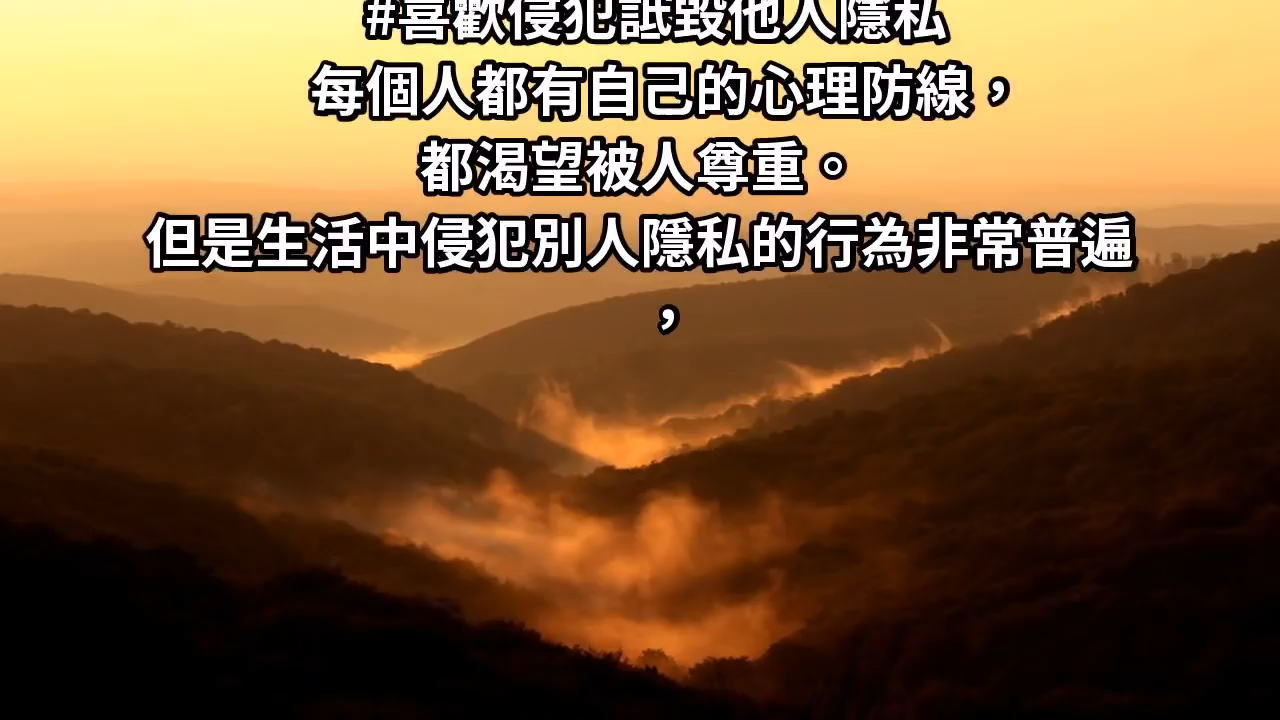 #喜歡侵犯詆毀他人隱私
每個人都有自己的心理防線，
都渴望被人尊重。
但是生活中侵犯別人隱私的行為非常普遍
，